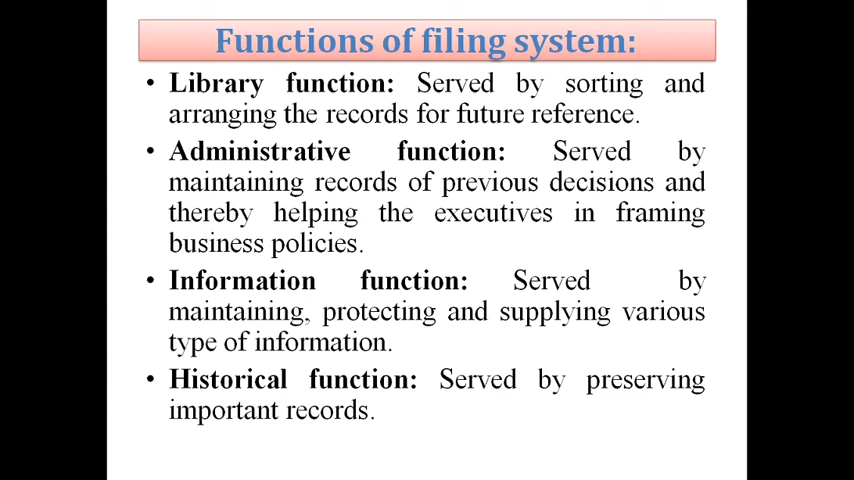 Functions of filing system:
• Library function: Served by sorting and
arranging the records for future reference.
• Administrative function: Served by
maintaining records of previous decisions and
thereby helping the executives in framing
business policies.
• Information function: Served by
maintaining, protecting and supplying various
type of information.
• Historical function: Served by preserving
important records.